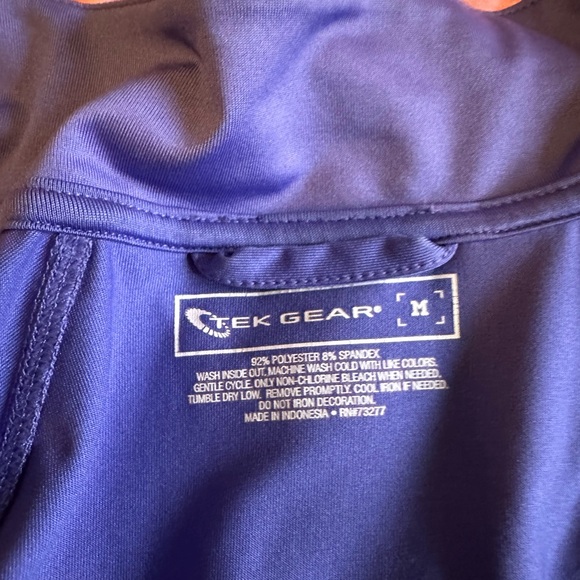 TEK GEAR® [M]
92% POLYESTER 8% SPANDEX
WASH INSIDE OUT. MACHINE WASH COLD WITH LIKE COLORS.
GENTLE CYCLE. ONLY NON-CHLORINE BLEACH WHEN NEEDED.
TUMBLE DRY LOW. REMOVE PROMPTLY. COOL IRON IF NEEDED.
DO NOT IRON DECORATION.
MADE IN INDONESIA • RN#73277